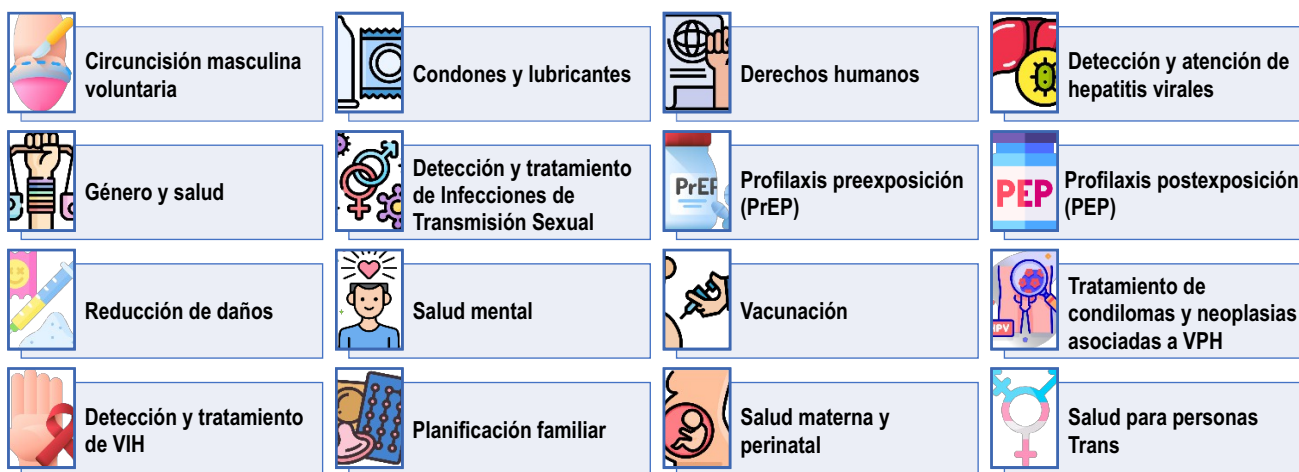 Circuncisión masculina
voluntaria
Condones y lubricantes
Derechos humanos
Detección y atención de
hepatitis virales
Género y salud
Detección y tratamiento
de Infecciones de
Transmisión Sexual
PrEP
Profilaxis preexposición
(PrEP)
PEP
Profilaxis postexposición
(PEP)
Reducción de daños
Salud mental
Vacunación
HPV
Tratamiento de
condilomas y neoplasias
asociadas a VPH
Detección y tratamiento
de VIH
Planificación familiar
Salud materna y
perinatal
Salud para personas
Trans